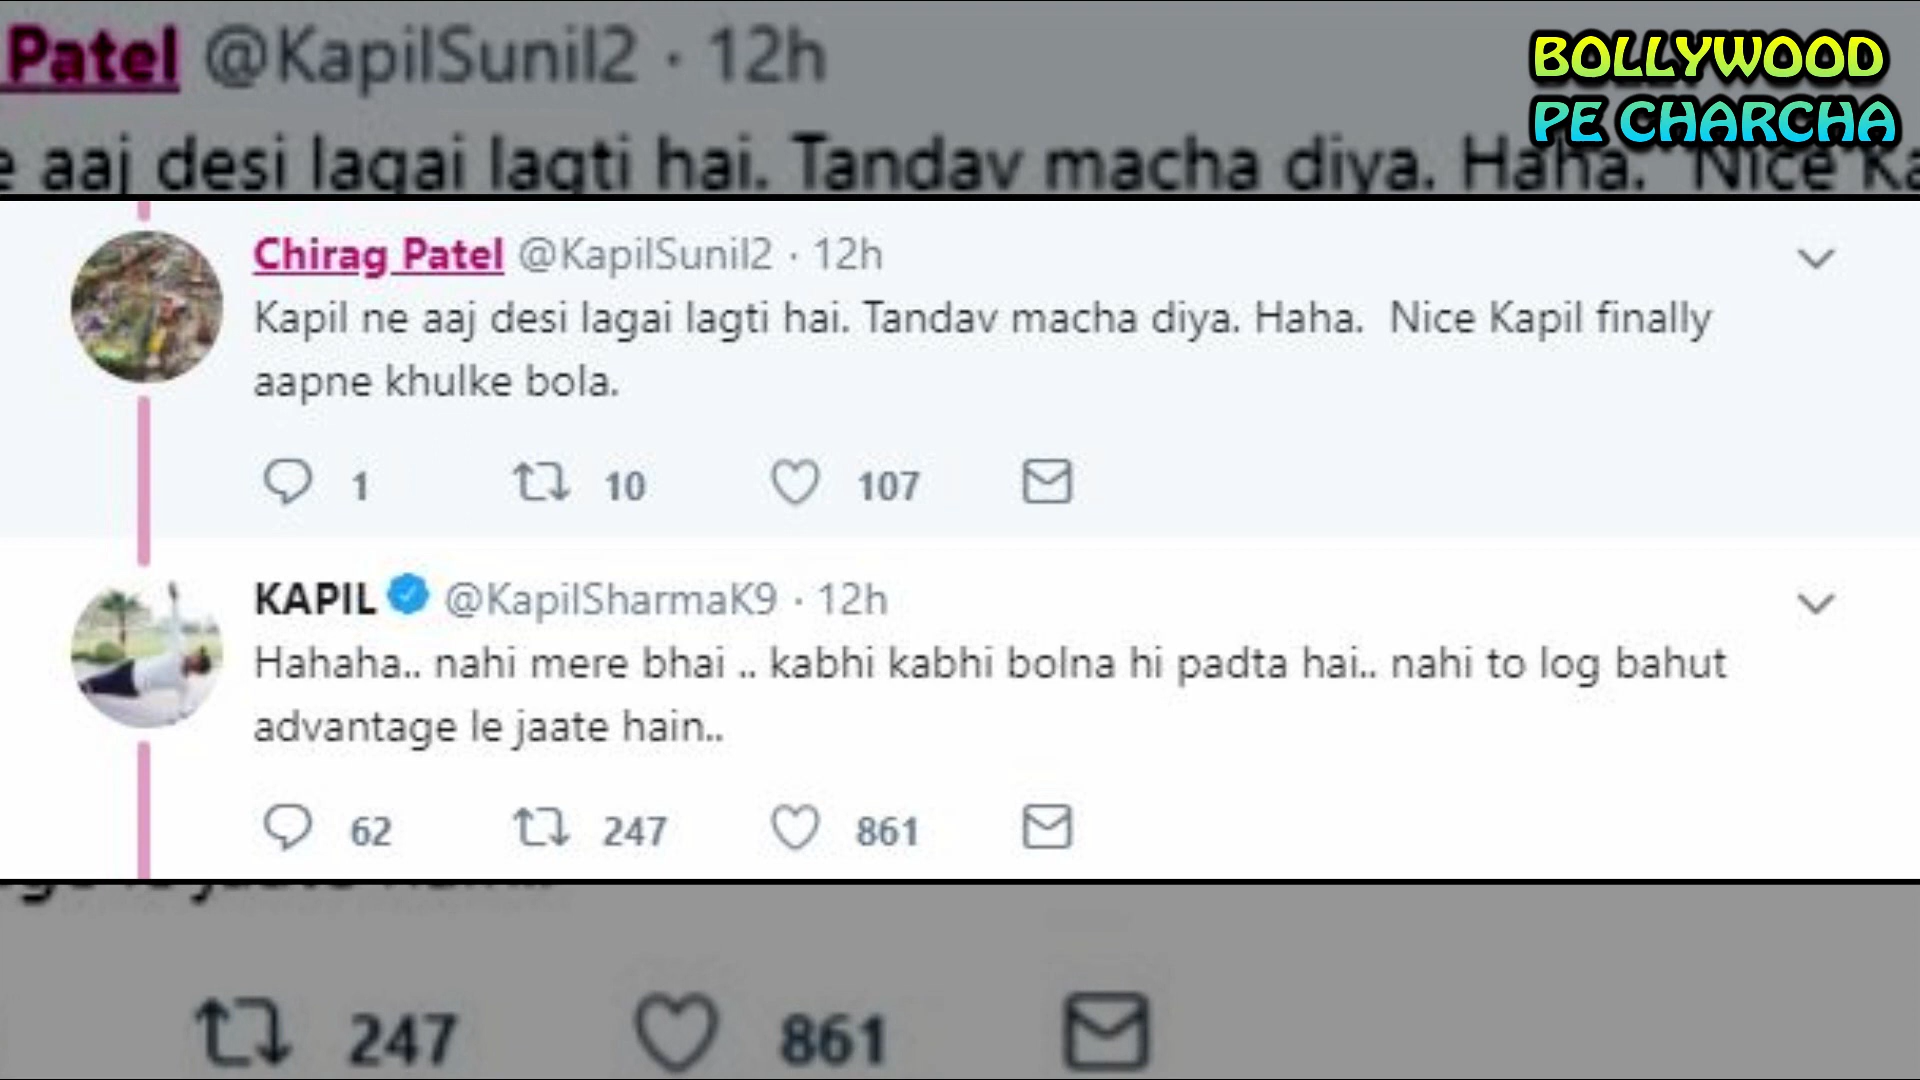 Patel @KapilSunil2 · 12h
BOLLYWOOD
PE CHARCHA
e aaj desi lagai lagti hai. Tandav macha diya. Haha. Nice Ka
Chirag Patel @KapilSunil2 · 12h
Kapil ne aaj desi lagai lagti hai. Tandav macha diya. Haha. Nice Kapil finally
aapne khulke bola.
1 10 107
KAPIL @KapilSharmaK9 · 12h
Hahaha.. nahi mere bhai .. kabhi kabhi bolna hi padta hai.. nahi to log bahut
advantage le jaate hain..
62 247 861
247 861